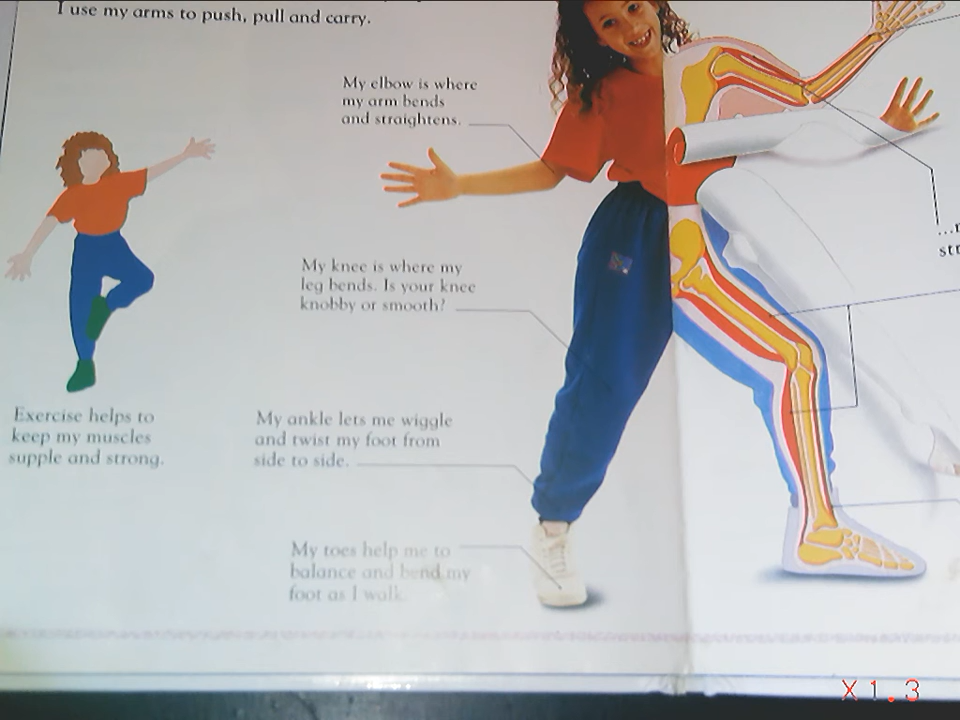 I use my arms to push, pull and carry.
My elbow is where
my arm bends
and straightens.
My knee is where my
leg bends. Is your knee
knobby or smooth?
Exercise helps to
keep my muscles
supple and strong.
My ankle lets me wiggle
and twist my foot from
side to side.
My toes help me to
balance and bend my
foot as I walk.
X1.3